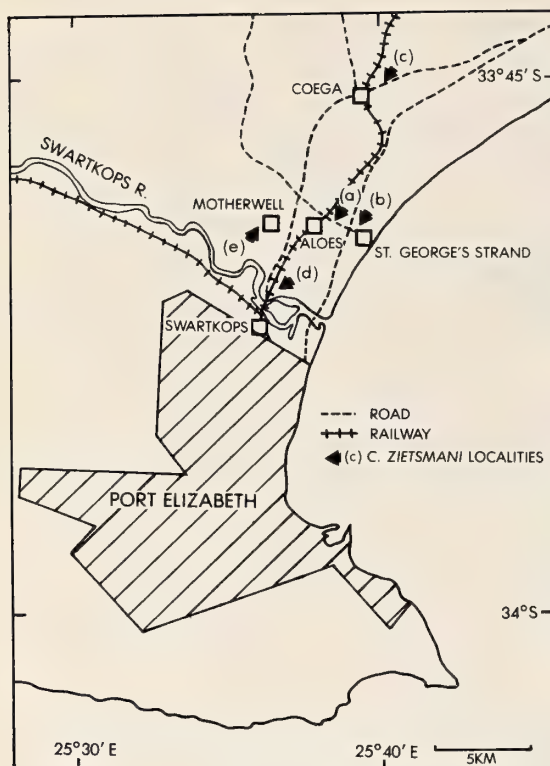 (c)
33°45' S
COEGA
SWARTKOPS R.
MOTHERWELL
(a)
(b)
(e)
ALOES
ST. GEORGE'S STRAND
(d)
SWARTKOPS
ROAD
RAILWAY
(c) C. ZIETSMANI LOCALITIES
PORT ELIZABETH
34° S
25°30' E
25°40' E
5KM